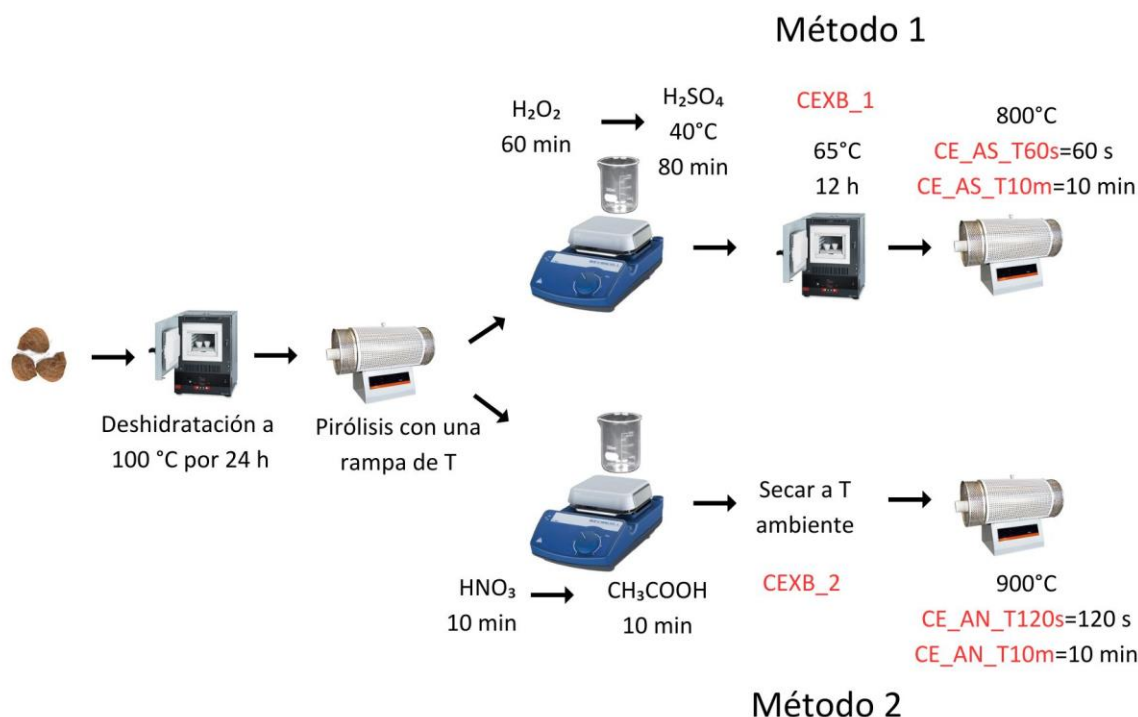 Método 1
H₂O₂
60 min
H₂SO₄
40°C
80 min
CEXB_1
65°C
12 h
800°C
CE_AS_T60s=60 s
CE_AS_T10m=10 min
Deshidratación a
100 °C por 24 h
Pirólisis con una
rampa de T
HNO₃
10 min
CH₃COOH
10 min
Secar a T
ambiente
CEXB_2
900°C
CE_AN_T120s=120 s
CE_AN_T10m=10 min
Método 2